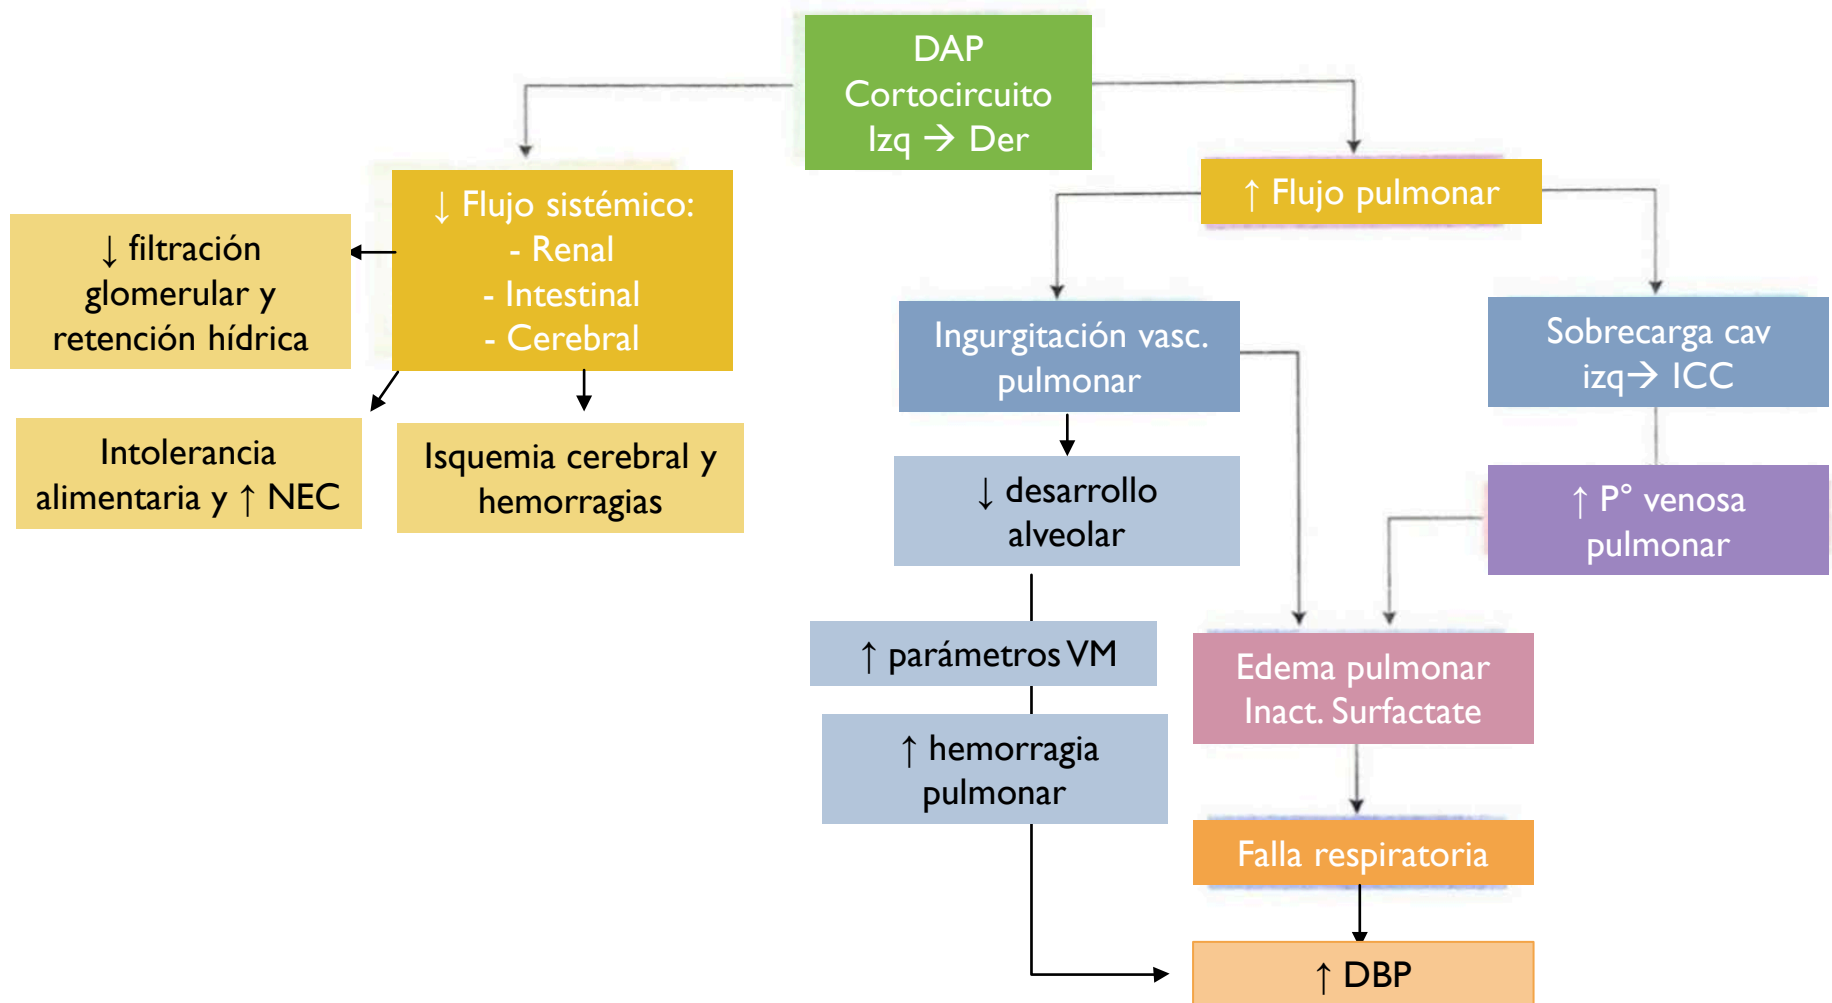 DAP
Cortocircuito
Izq → Der
↓ Flujo sistémico:
- Renal
- Intestinal
- Cerebral
↓ filtración
glomerular y
retención hídrica
Intolerancia
alimentaria y ↑ NEC
Isquemia cerebral y
hemorragias
↑ Flujo pulmonar
Ingurgitación vasc.
pulmonar
Sobrecarga cav
izq→ ICC
↓ desarrollo
alveolar
↑ P° venosa
pulmonar
↑ parámetros VM
↑ hemorragia
pulmonar
Edema pulmonar
Inact. Surfactate
Falla respiratoria
↑ DBP